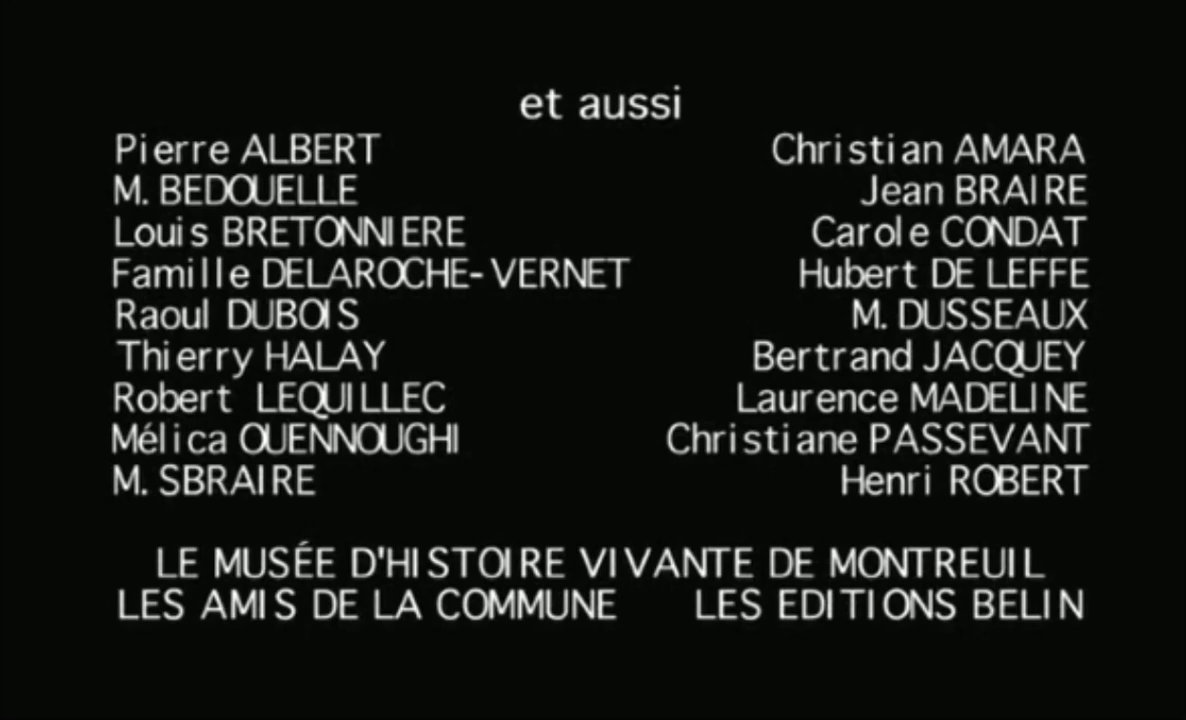 et aussi
Pierre ALBERT Christian AMARA
M. BEDOUELLE Jean BRAIRE
Louis BRETONNIERE Carole CONDAT
Famille DELAROCHE-VERNET Hubert DE LEFFE
Raoul DUBOIS M. DUSSEAUX
Thierry HALAY Bertrand JACQUEY
Robert LEQUILLEC Laurence MADELINE
Mélica OUENNOUGHI Christiane PASSEVANT
M. SBRAIRE Henri ROBERT
LE MUSÉE D'HISTOIRE VIVANTE DE MONTREUIL
LES AMIS DE LA COMMUNE LES EDITIONS BELIN